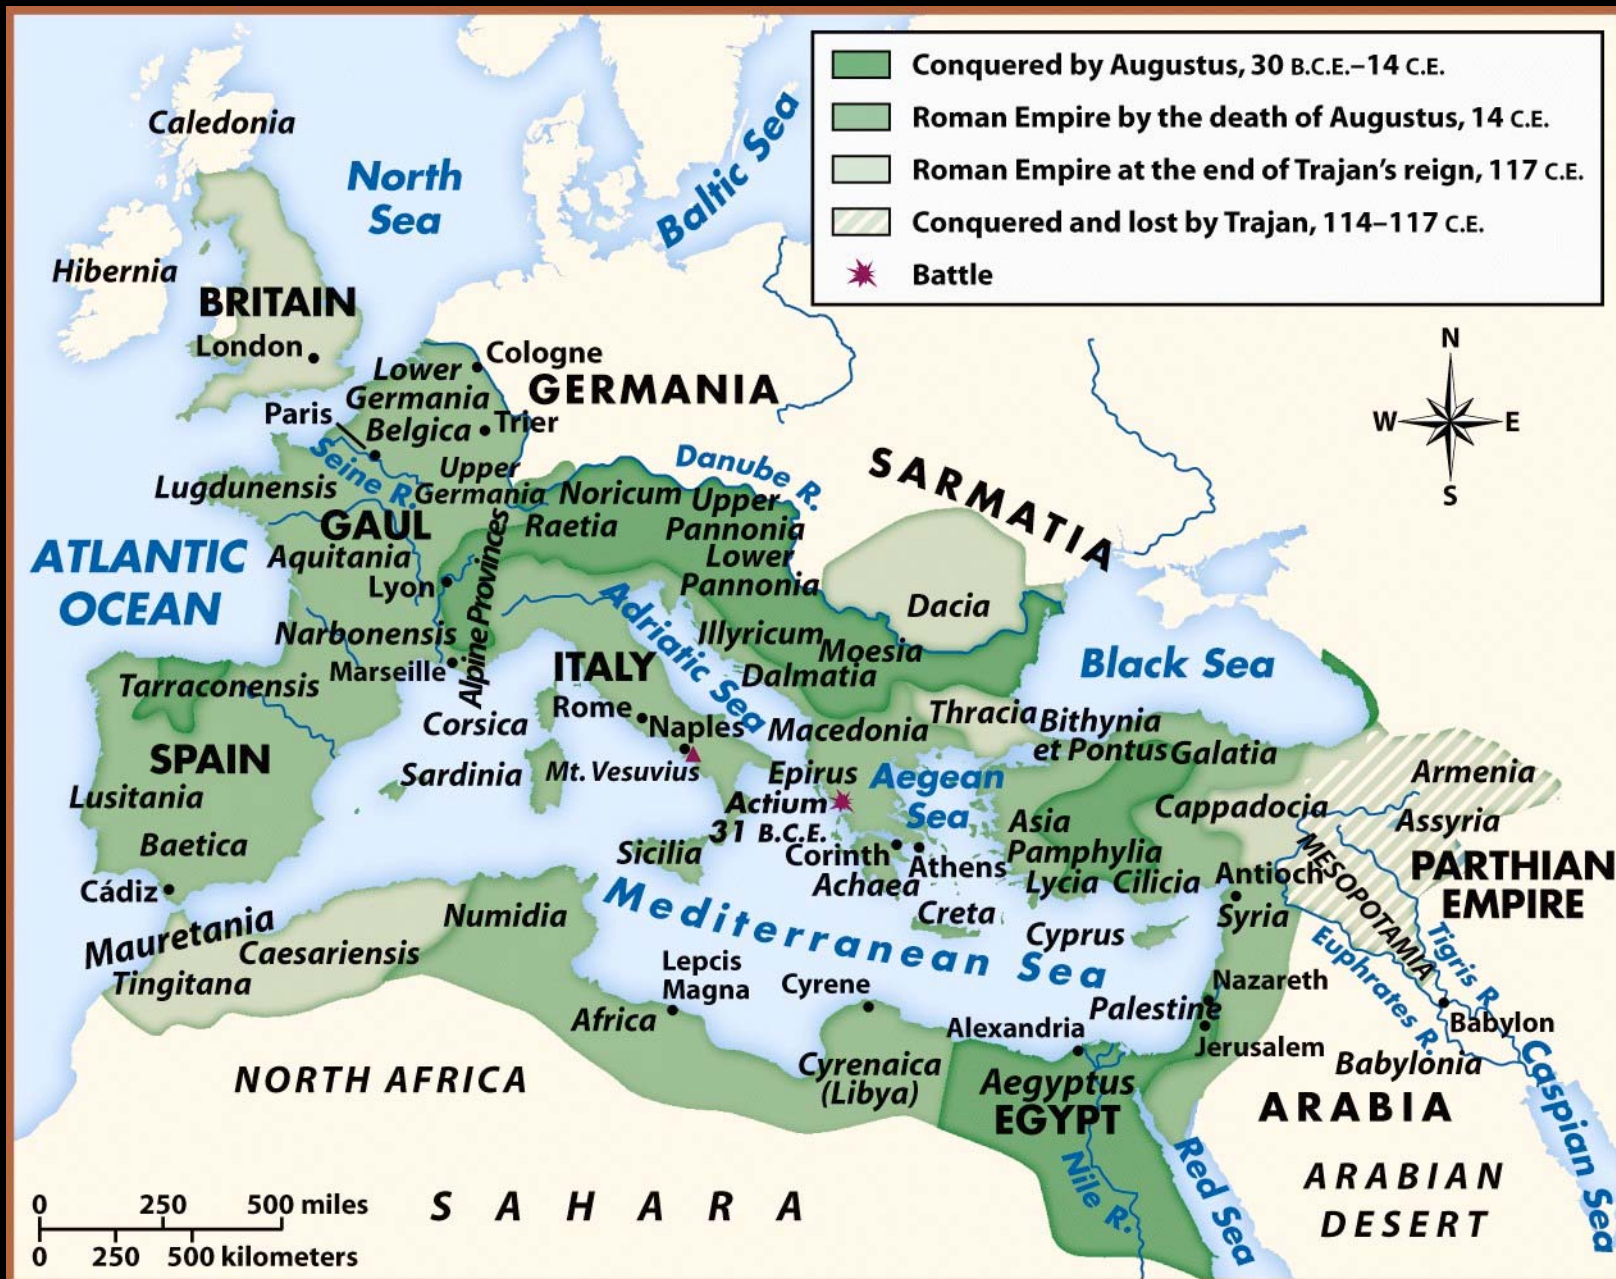 Conquered by Augustus, 30 B.C.E.–14 C.E.
Roman Empire by the death of Augustus, 14 C.E.
Roman Empire at the end of Trajan's reign, 117 C.E.
Conquered and lost by Trajan, 114–117 C.E.
Battle
Caledonia
North
Sea
Baltic Sea
Hibernia
BRITAIN
London
N
W
E
S
Cologne
Lower
Germania
GERMANIA
Paris
Belgica
Trier
Seine R.
Upper
Germania
Lugdunensis
GAUL
Danube R.
SARMATIA
Noricum
Raetia
Upper
Pannonia
Lower
Pannonia
ATLANTIC
OCEAN
Aquitania
Lyon
Alpine Provinces
Dacia
Adriatic Sea
Narbonensis
Marseille
Illyricum
Moesia
Dalmatia
Black Sea
Tarraconensis
ITALY
Corsica
Rome
Naples
Macedonia
Thracia
Bithynia
et Pontus
Galatia
SPAIN
Sardinia
Mt. Vesuvius
Epirus
Aegean
Sea
Armenia
Lusitania
Actium
31 B.C.E.
Asia
Cappadocia
Assyria
Baetica
Sicilia
Corinth
Athens
Achaea
Pamphylia
Lycia
Cilicia
Antioch
MESOPOTAMIA
PARTHIAN
EMPIRE
Cádiz
Mediterranean Sea
Creta
Cyprus
Syria
Mauretania
Numidia
Caesariensis
Tingitana
Euphrates R.
Tigris R.
Lepcis
Magna
Cyrene
Nazareth
Palestine
Africa
Alexandria
Jerusalem
Babylon
Babylonia
Caspian Sea
NORTH AFRICA
Cyrenaica
(Libya)
Aegyptus
EGYPT
ARABIA
Nile R.
Red Sea
ARABIAN
DESERT
SAHARA
0 250 500 miles
0 250 500 kilometers